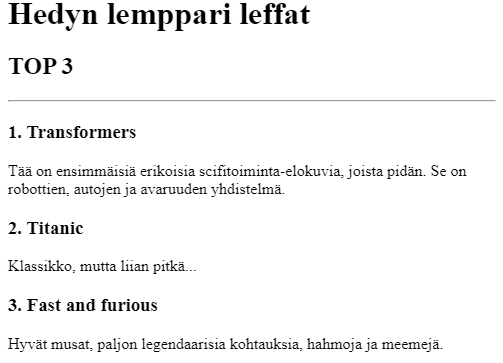 Hedyn lemppari leffat
TOP 3
1. Transformers
Tää on ensimmäisiä erikoisia scifitoiminta-elokuvia, joista pidän. Se on
robottien, autojen ja avaruuden yhdistelmä.
2. Titanic
Klassikko, mutta liian pitkä...
3. Fast and furious
Hyvät musat, paljon legendaarisia kohtauksia, hahmoja ja meemejä.